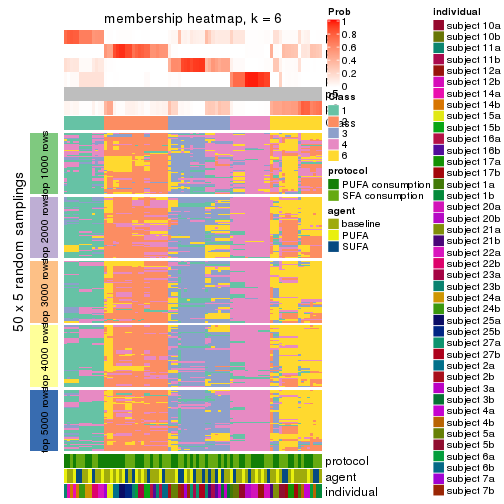 membership heatmap, k = 6
50 x 5 random samplings
top 1000 rows
top 2000 rows
top 3000 rows
top 4000 rows
top 5000 rows
protocol
agent
individual
Prob
1
0.8
0.6
0.4
0.2
0
Class
1
2
3
4
6
protocol
PUFA consumption
SFA consumption
agent
baseline
PUFA
SUFA
individual
subject 10a
subject 10b
subject 11a
subject 11b
subject 12a
subject 12b
subject 14a
subject 14b
subject 15a
subject 15b
subject 16a
subject 16b
subject 17a
subject 17b
subject 1a
subject 1b
subject 20a
subject 20b
subject 21a
subject 21b
subject 22a
subject 22b
subject 23a
subject 23b
subject 24a
subject 24b
subject 25a
subject 25b
subject 27a
subject 27b
subject 2a
subject 2b
subject 3a
subject 3b
subject 4a
subject 4b
subject 5a
subject 5b
subject 6a
subject 6b
subject 7a
subject 7b